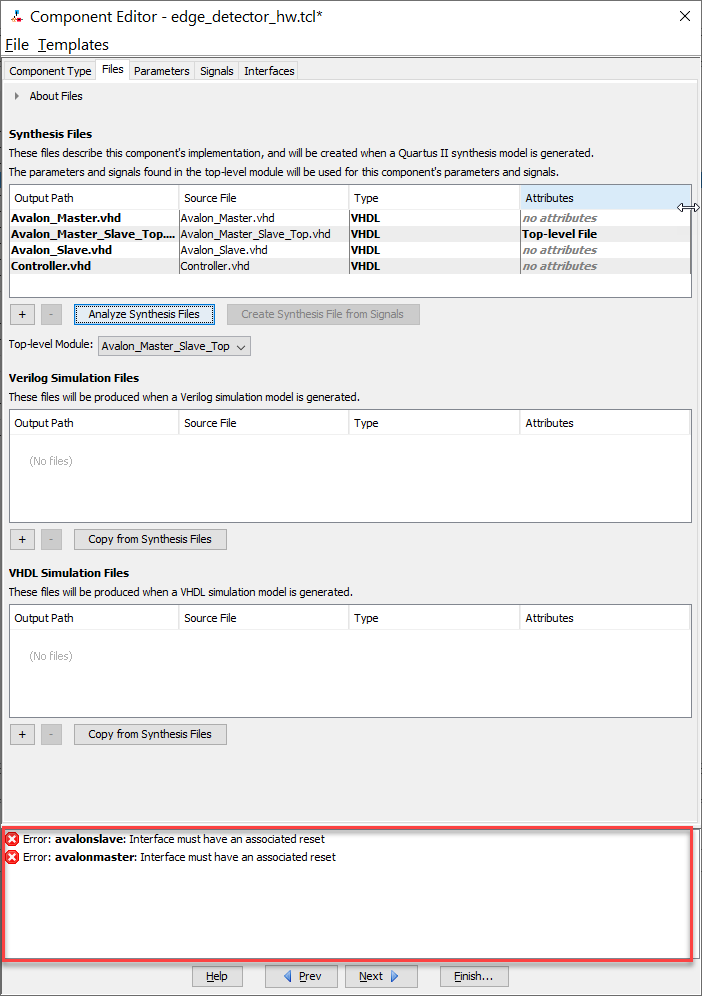 Component Editor - edge_detector_hw.tcl*
File Templates
Component Type Files Parameters Signals Interfaces
About Files
Synthesis Files
These files describe this component's implementation, and will be created when a Quartus II synthesis model is generated.
The parameters and signals found in the top-level module will be used for this component's parameters and signals.
Output Path Source File Type Attributes
Avalon_Master.vhd Avalon_Master.vhd VHDL no attributes
Avalon_Master_Slave_Top.... Avalon_Master_Slave_Top.vhd VHDL Top-level File
Avalon_Slave.vhd Avalon_Slave.vhd VHDL no attributes
Controller.vhd Controller.vhd VHDL no attributes
+ - Analyze Synthesis Files Create Synthesis File from Signals
Top-level Module: Avalon_Master_Slave_Top
Verilog Simulation Files
These files will be produced when a Verilog simulation model is generated.
Output Path Source File Type Attributes
(No files)
+ - Copy from Synthesis Files
VHDL Simulation Files
These files will be produced when a VHDL simulation model is generated.
Output Path Source File Type Attributes
(No files)
+ - Copy from Synthesis Files
Error: avalonslave: Interface must have an associated reset
Error: avalonmaster: Interface must have an associated reset
Help Prev Next Finish...